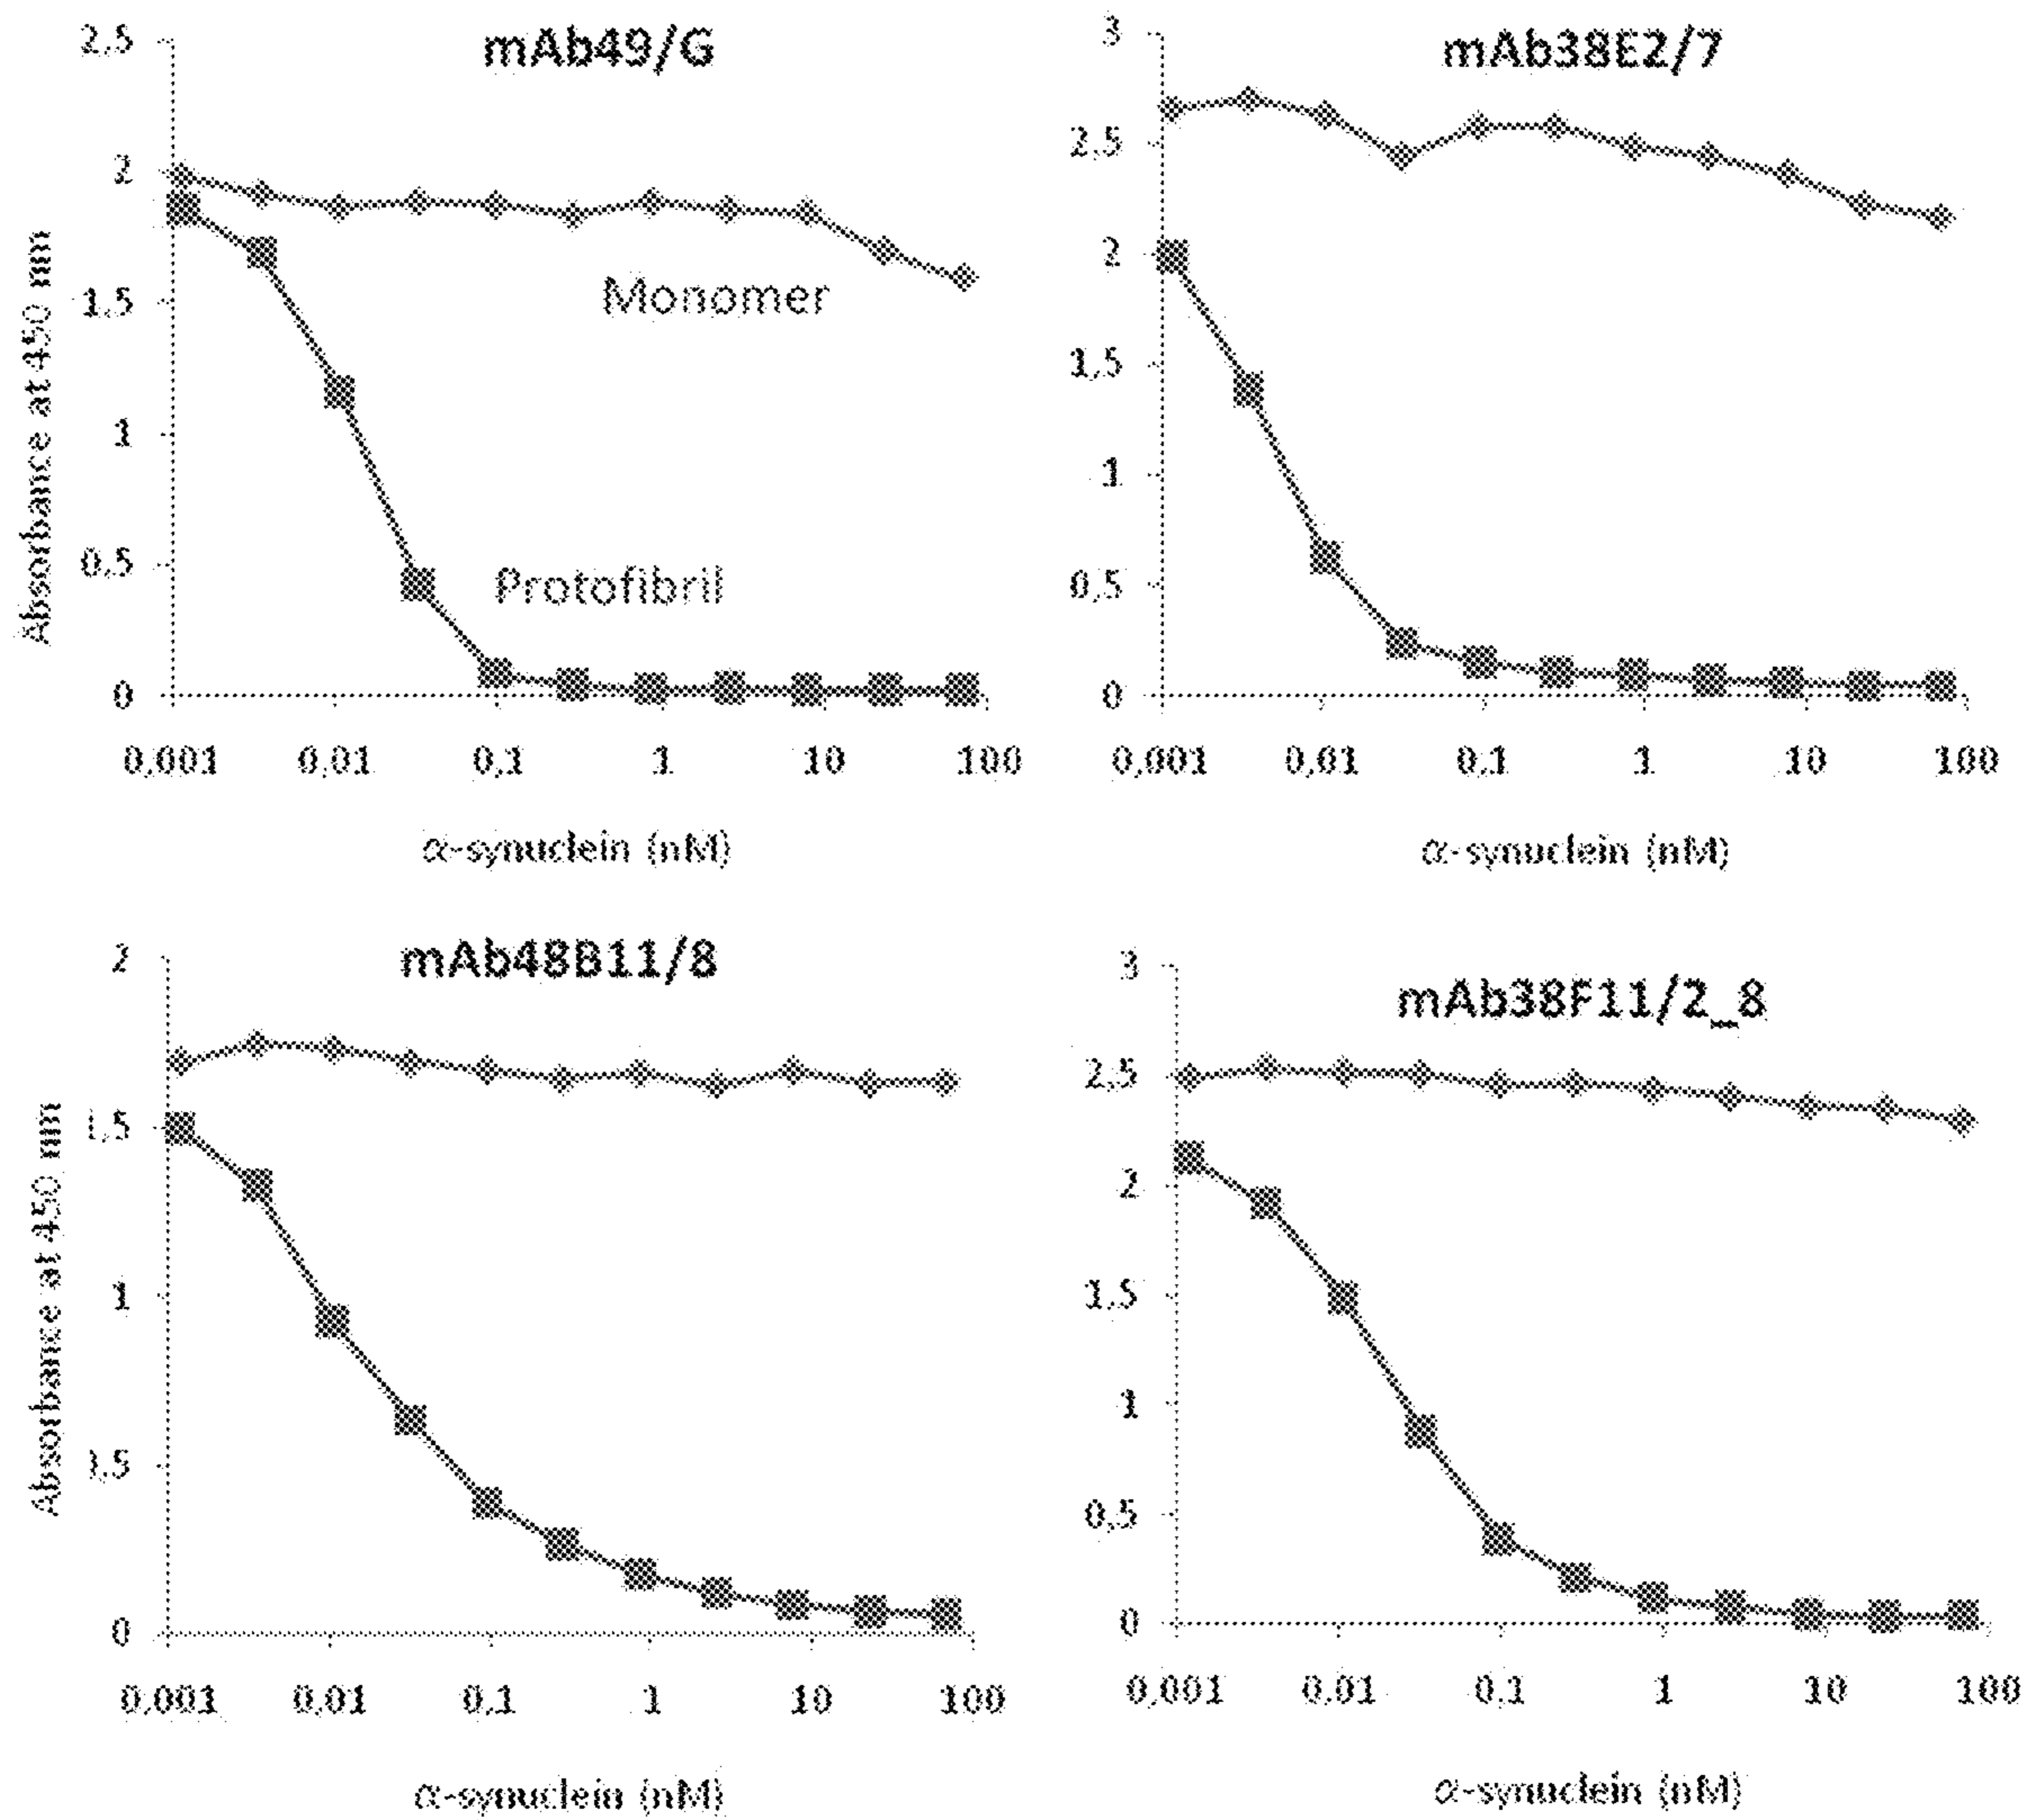 mAb49/G
2,5
2
1,5
1
0,5
0
Absorbance at 450 nm
Monomer
Protofibril
0,001 0,01 0,1 1 10 100
α-synuclein (nM)
mAb38E2/7
3
2,5
2
1,5
1
0,5
0
0,001 0,01 0,1 1 10 100
α-synuclein (nM)
mAb48B11/8
2
1,5
1
),5
0
Absorbance at 450 nm
0,001 0,01 0,1 1 10 100
α-synuclein (nM)
mAb38F11/2_8
3
2,5
2
1,5
1
0,5
0
0,001 0,01 0,1 1 10 100
α-synuclein (nM)